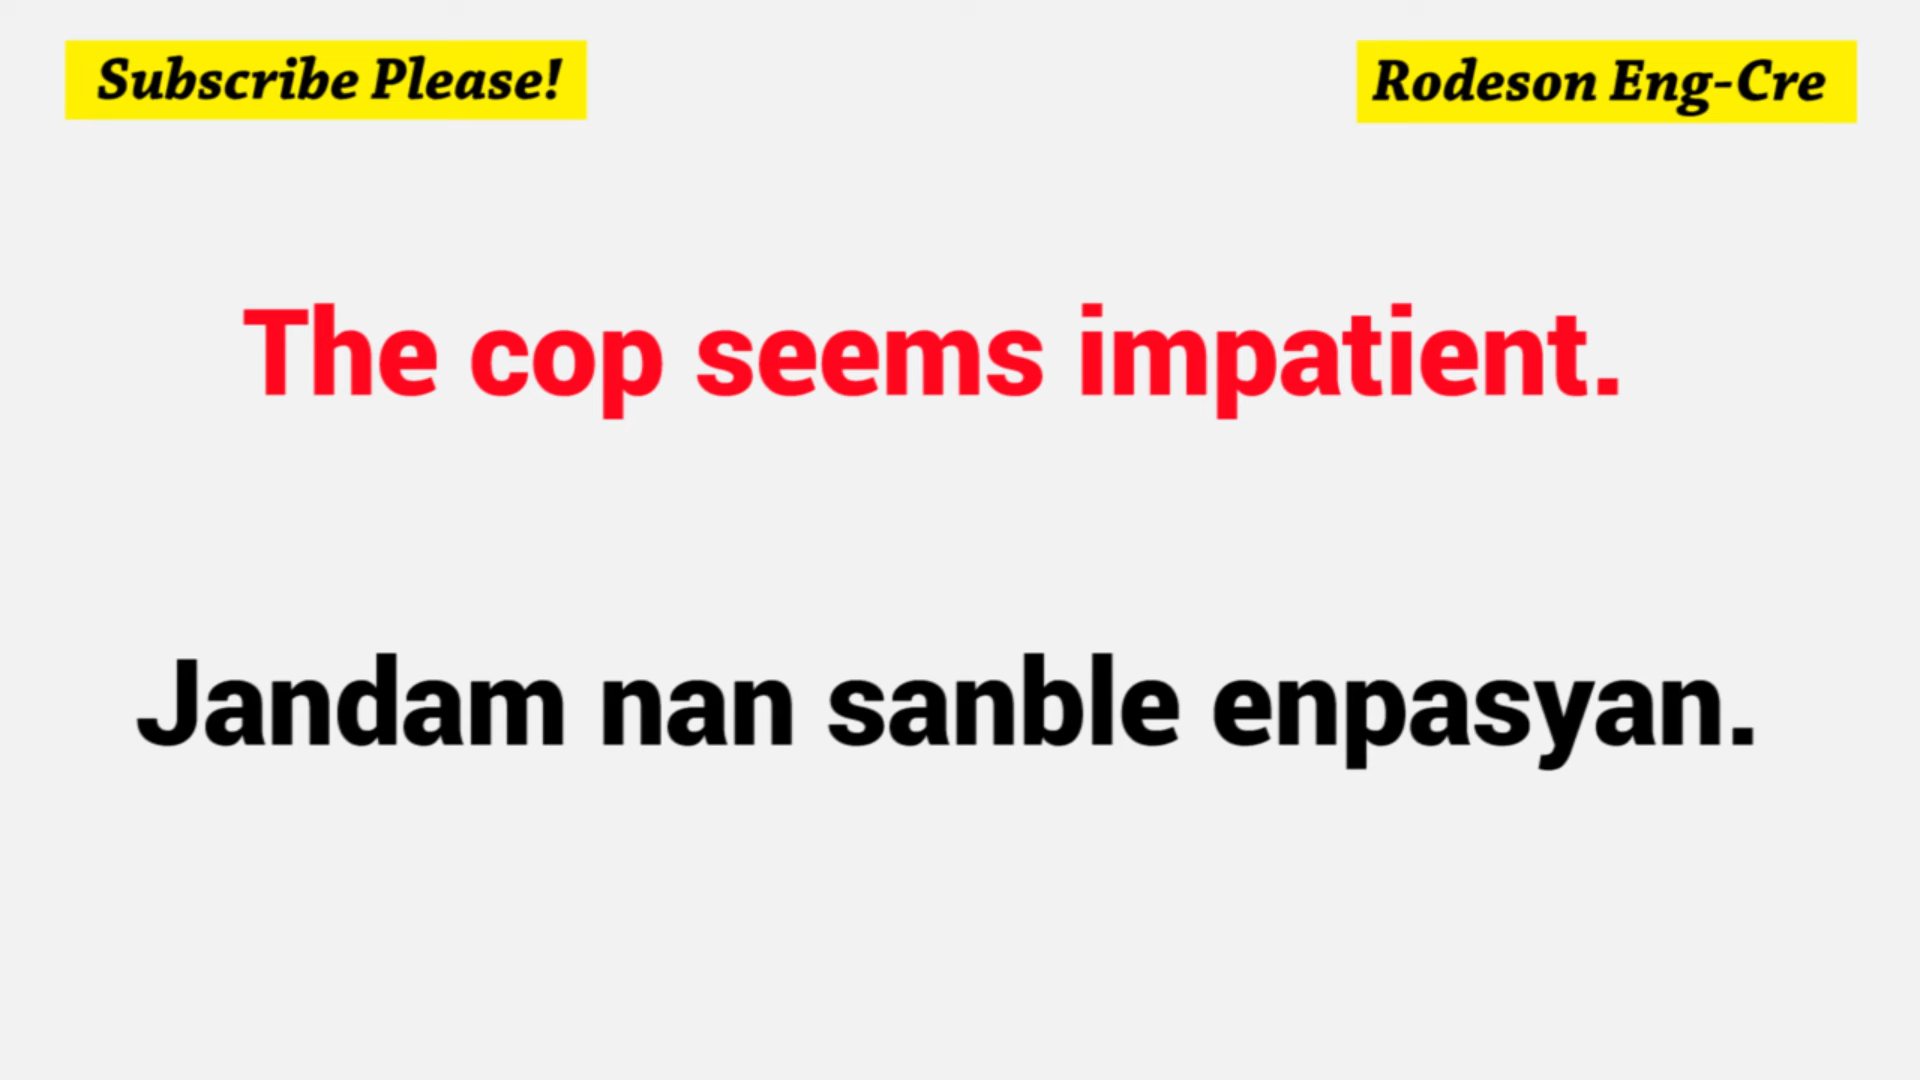 Subscribe Please!
Rodeson Eng-Cre
The cop seems impatient.
Jandam nan sanble enpasyan.